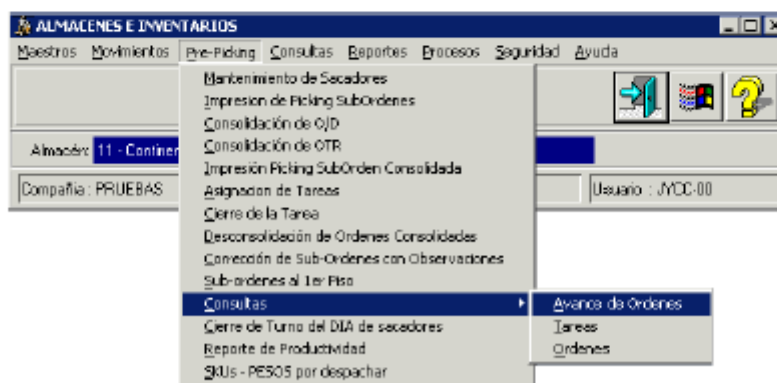 ALMACENES E INVENTARIOS
Maestros Movimientos Pre-Picking Consultas Reportes Procesos Seguridad Ayuda
Mantenimiento de Sacadores
Impresion de Picking SubOrdenes
Consolidación de O/D
Consolidación de OTR
Almacén: 11 - Continen
Impresión Picking SubOrden Consolidada
Compañia : PRUEBAS
Asignacion de Tareas
Usuario : JYCC-00
Cierre de la Tarea
Desconsolidación de Ordenes Consolidadas
Corrección de Sub-Ordenes con Observaciones
Sub-ordenes al 1er Piso
Consultas
Avance de Ordenes
Cierre de Turno del DIA de sacadores
Tareas
Reporte de Productividad
Ordenes
SKUs - PESOS por despachar